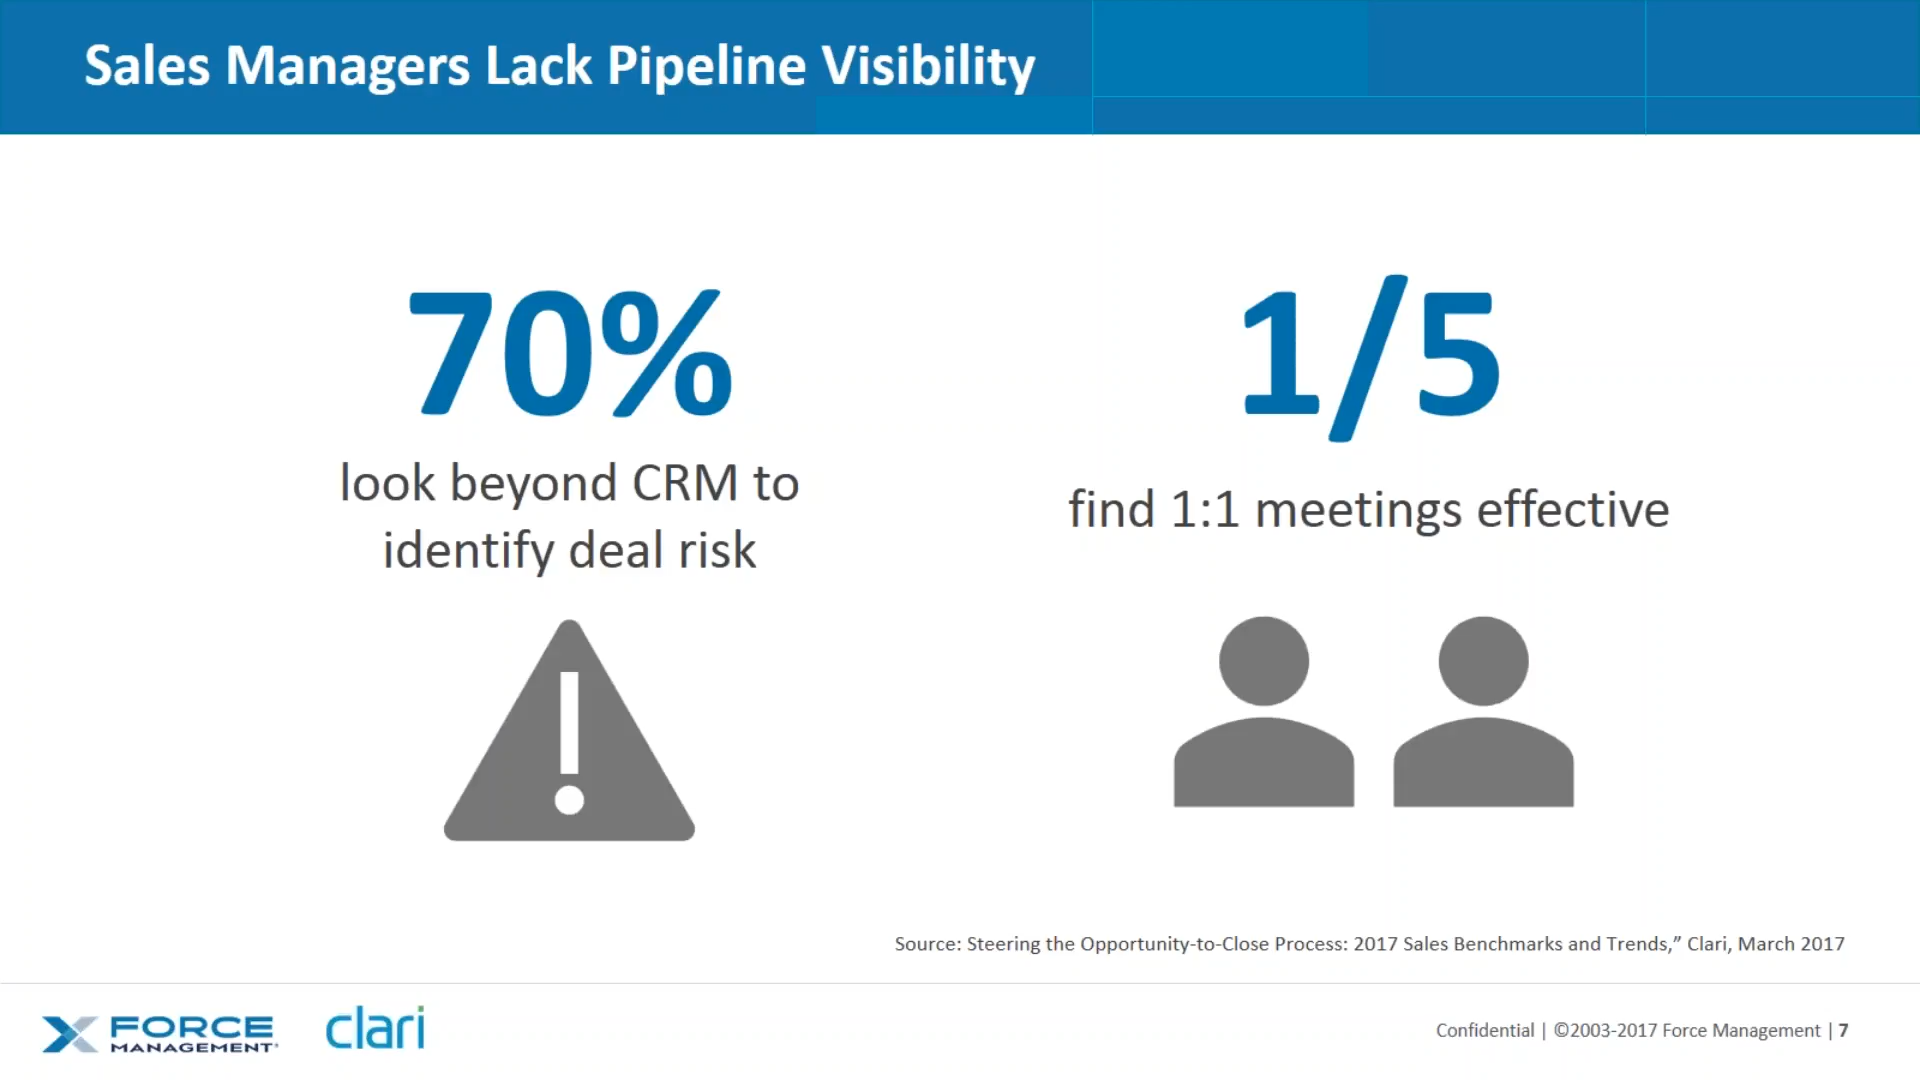 Sales Managers Lack Pipeline Visibility
70%
look beyond CRM to
identify deal risk
1/5
find 1:1 meetings effective
Source: Steering the Opportunity-to-Close Process: 2017 Sales Benchmarks and Trends,” Clari, March 2017
FORCE
MANAGEMENT
clari
Confidential | ©2003-2017 Force Management | 7